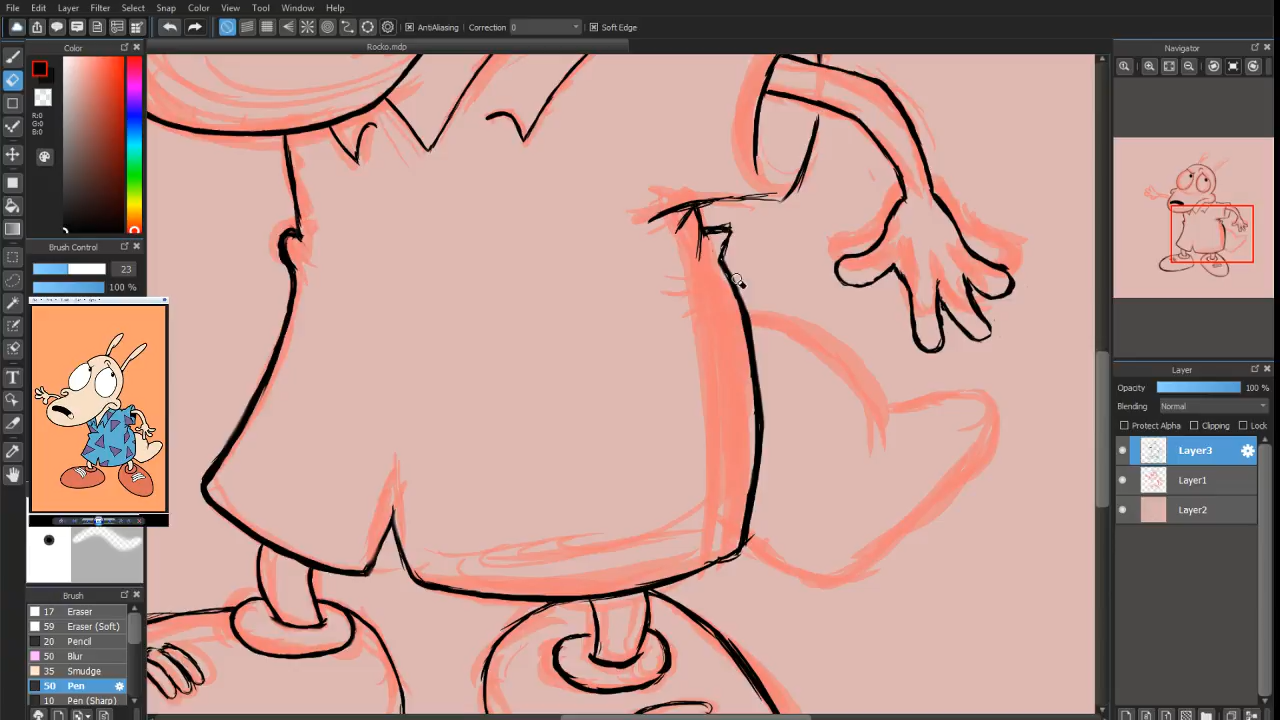 File Edit Layer Filter Select Snap Color View Tool Window Help
AntiAliasing Correction 0 Soft Edge
Color
Rocko.mdp
Navigator
R:0
G:0
B:0
Brush Control
23
100 %
Layer
Opacity 100 %
Blending Normal
Protect Alpha Clipping Lock
Layer3
Layer1
Layer2
Brush
17 Eraser
59 Eraser (Soft)
20 Pencil
50 Blur
35 Smudge
50 Pen
10 Pen (Sharp)